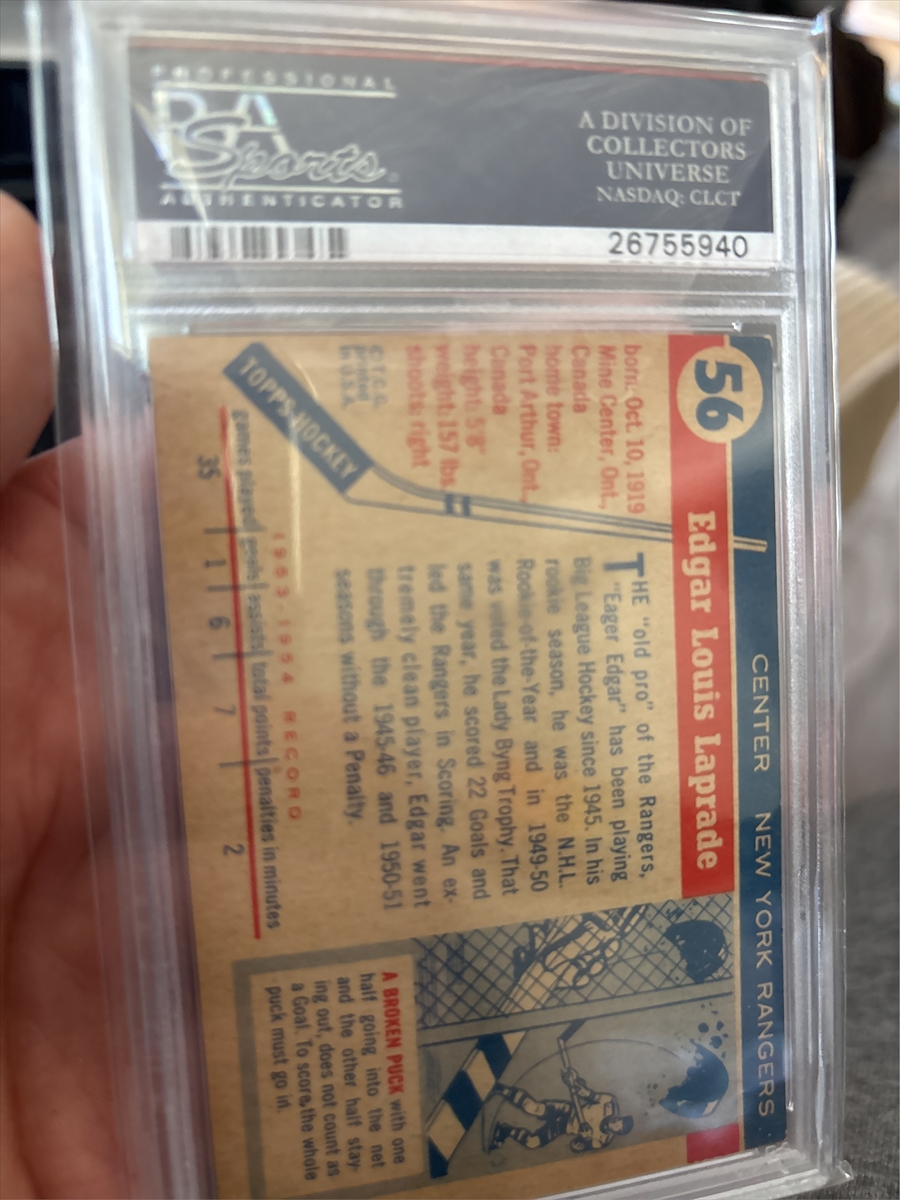 PROFESSIONAL
PSA
Sports
AUTHENTICATOR
A DIVISION OF
COLLECTORS
UNIVERSE
NASDAQ: CLCT
26755940
CENTER NEW YORK RANGERS
56
Edgar Louis Laprade
born: Oct. 10, 1919
Mine Center, Ont.,
Canada
home town:
Port Arthur, Ont.,
Canada
height: 5'8"
weight: 157 lbs.
shoots: right
© T.C.G.
printed
in U.S.A.
TOPPS-HOCKEY
THE "old pro" of the Rangers,
"Eager Edgar" has been playing
Big League Hockey since 1945. In his
rookie season, he was the N.H.L.
Rookie-of-the-Year and in 1949-50
was voted the Lady Byng Trophy. That
same year, he scored 22 Goals and
led the Rangers in Scoring. An ex-
tremely clean player, Edgar went
through the 1945-46 and 1950-51
seasons without a Penalty.
1953-1954 RECORD
games played | goals | assists | total points | penalties in minutes
35 | 1 | 6 | 7 | 2
A BROKEN PUCK with one
half going into the net
and the other half stay-
ing out, does not count as
a Goal. To score, the whole
puck must go in.